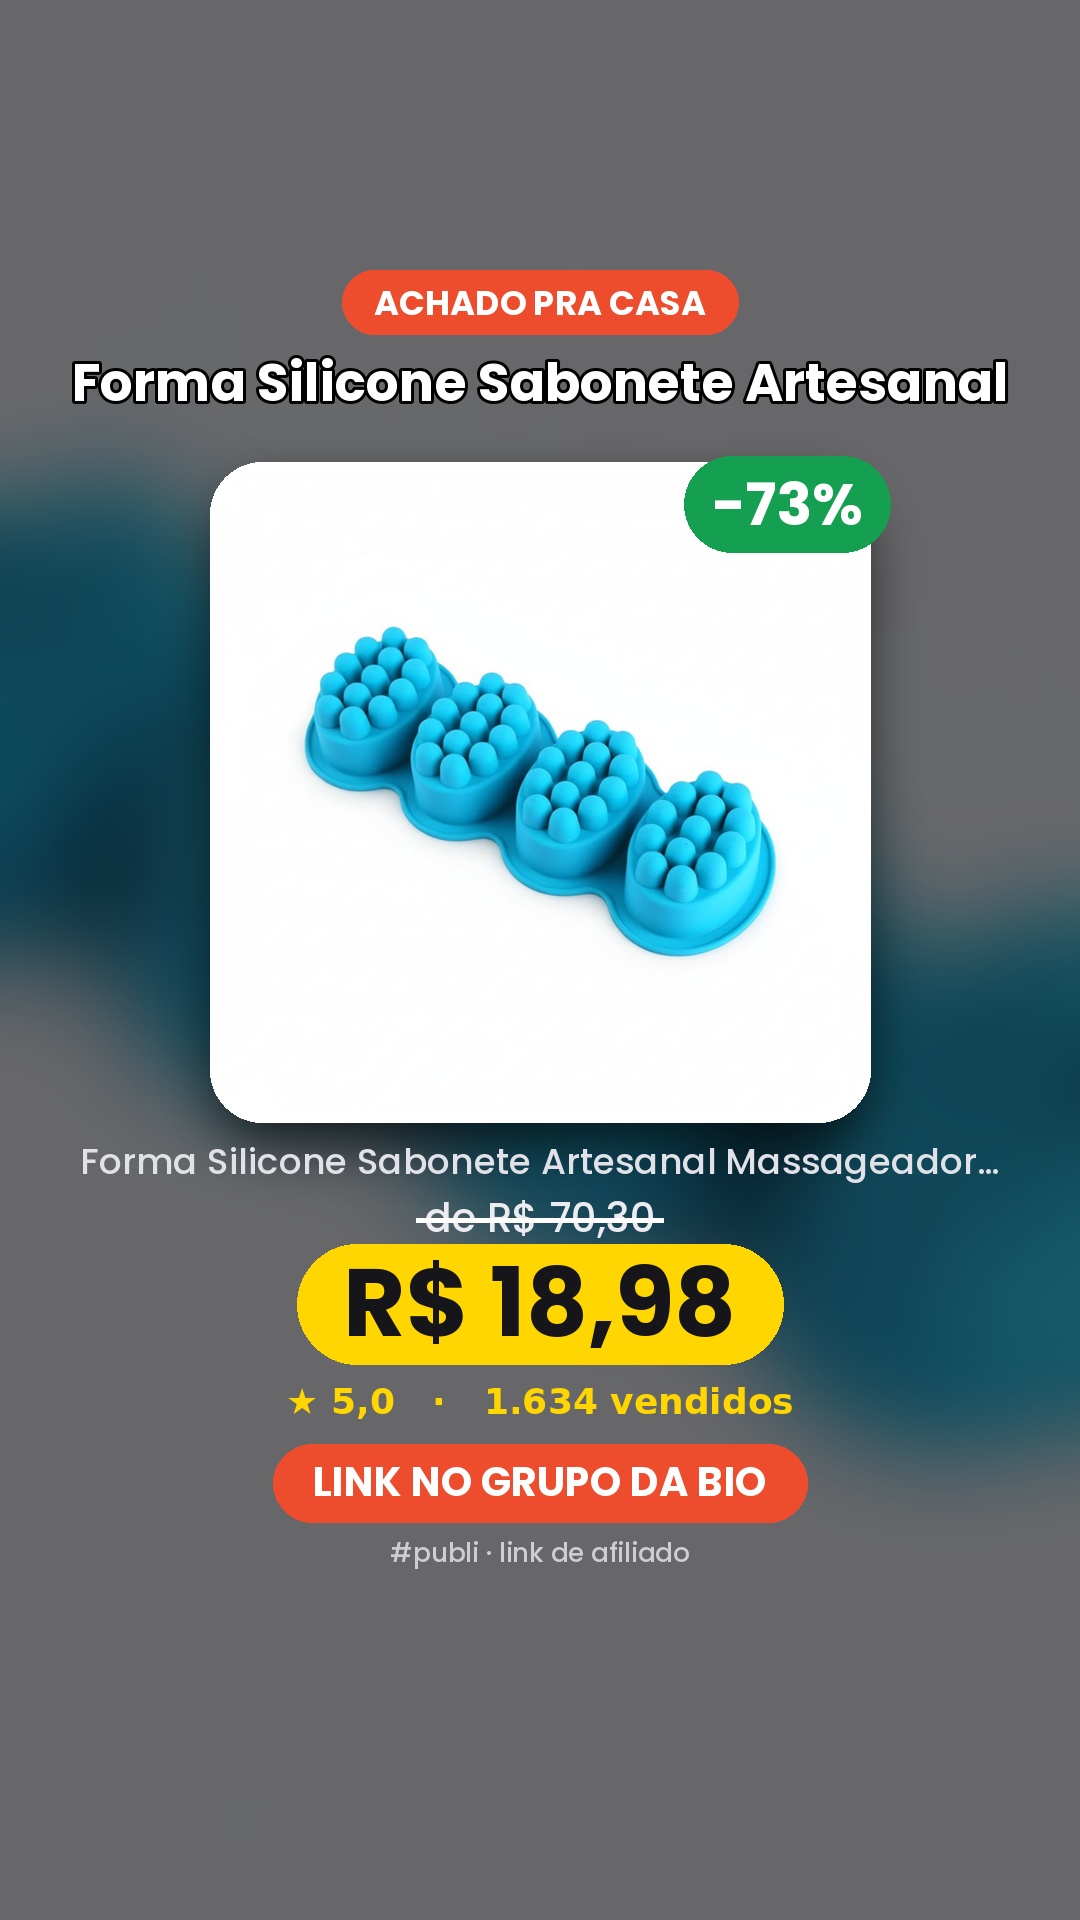 ACHADO PRA CASA
Forma Silicone Sabonete Artesanal
-73%
Forma Silicone Sabonete Artesanal Massageador...
de R$ 70,30
R$ 18,98
★ 5,0 · 1.634 vendidos
LINK NO GRUPO DA BIO
#publi · link de afiliado